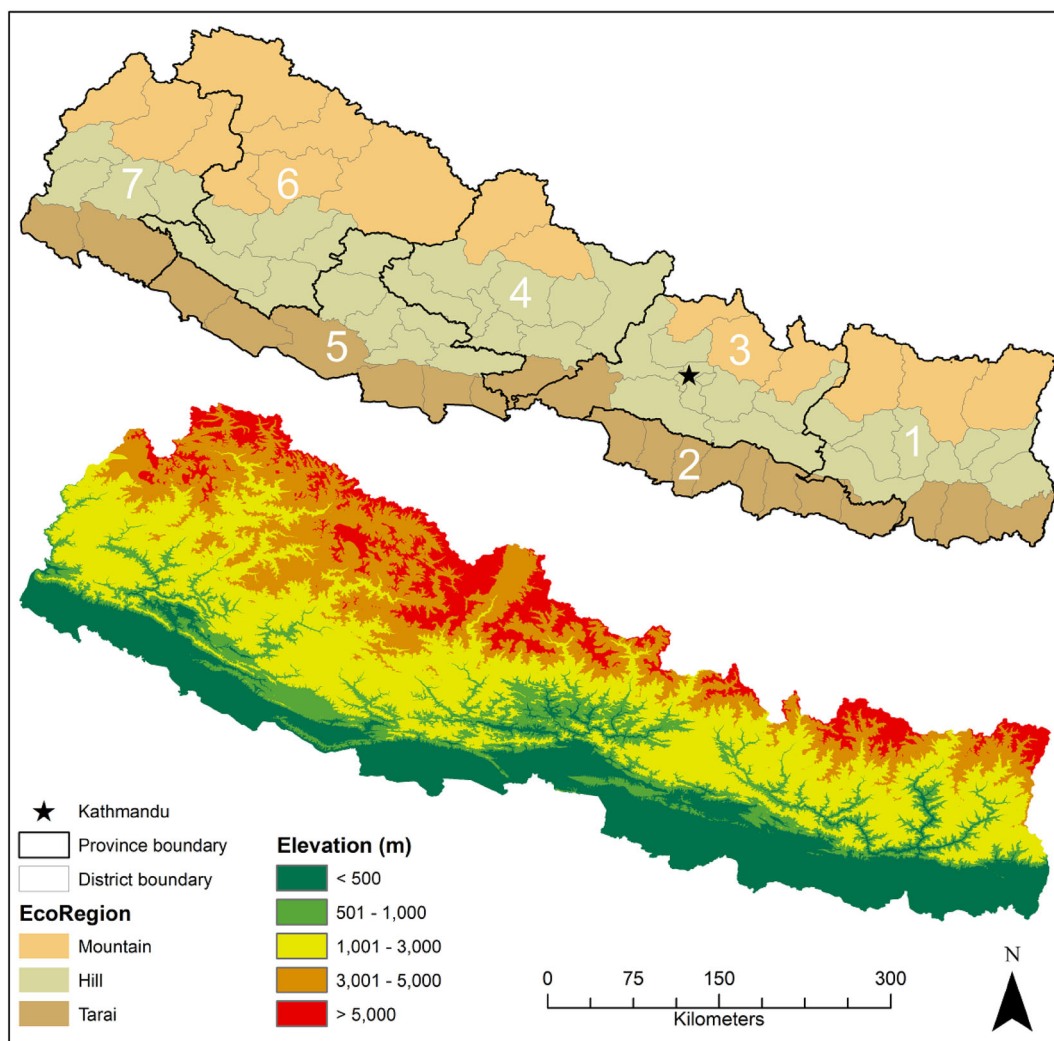 7
6
4
5
3
1
2
★ Kathmandu
Province boundary
District boundary
EcoRegion
Mountain
Hill
Tarai
Elevation (m)
< 500
501 - 1,000
1,001 - 3,000
3,001 - 5,000
> 5,000
0 75 150 300
Kilometers
N